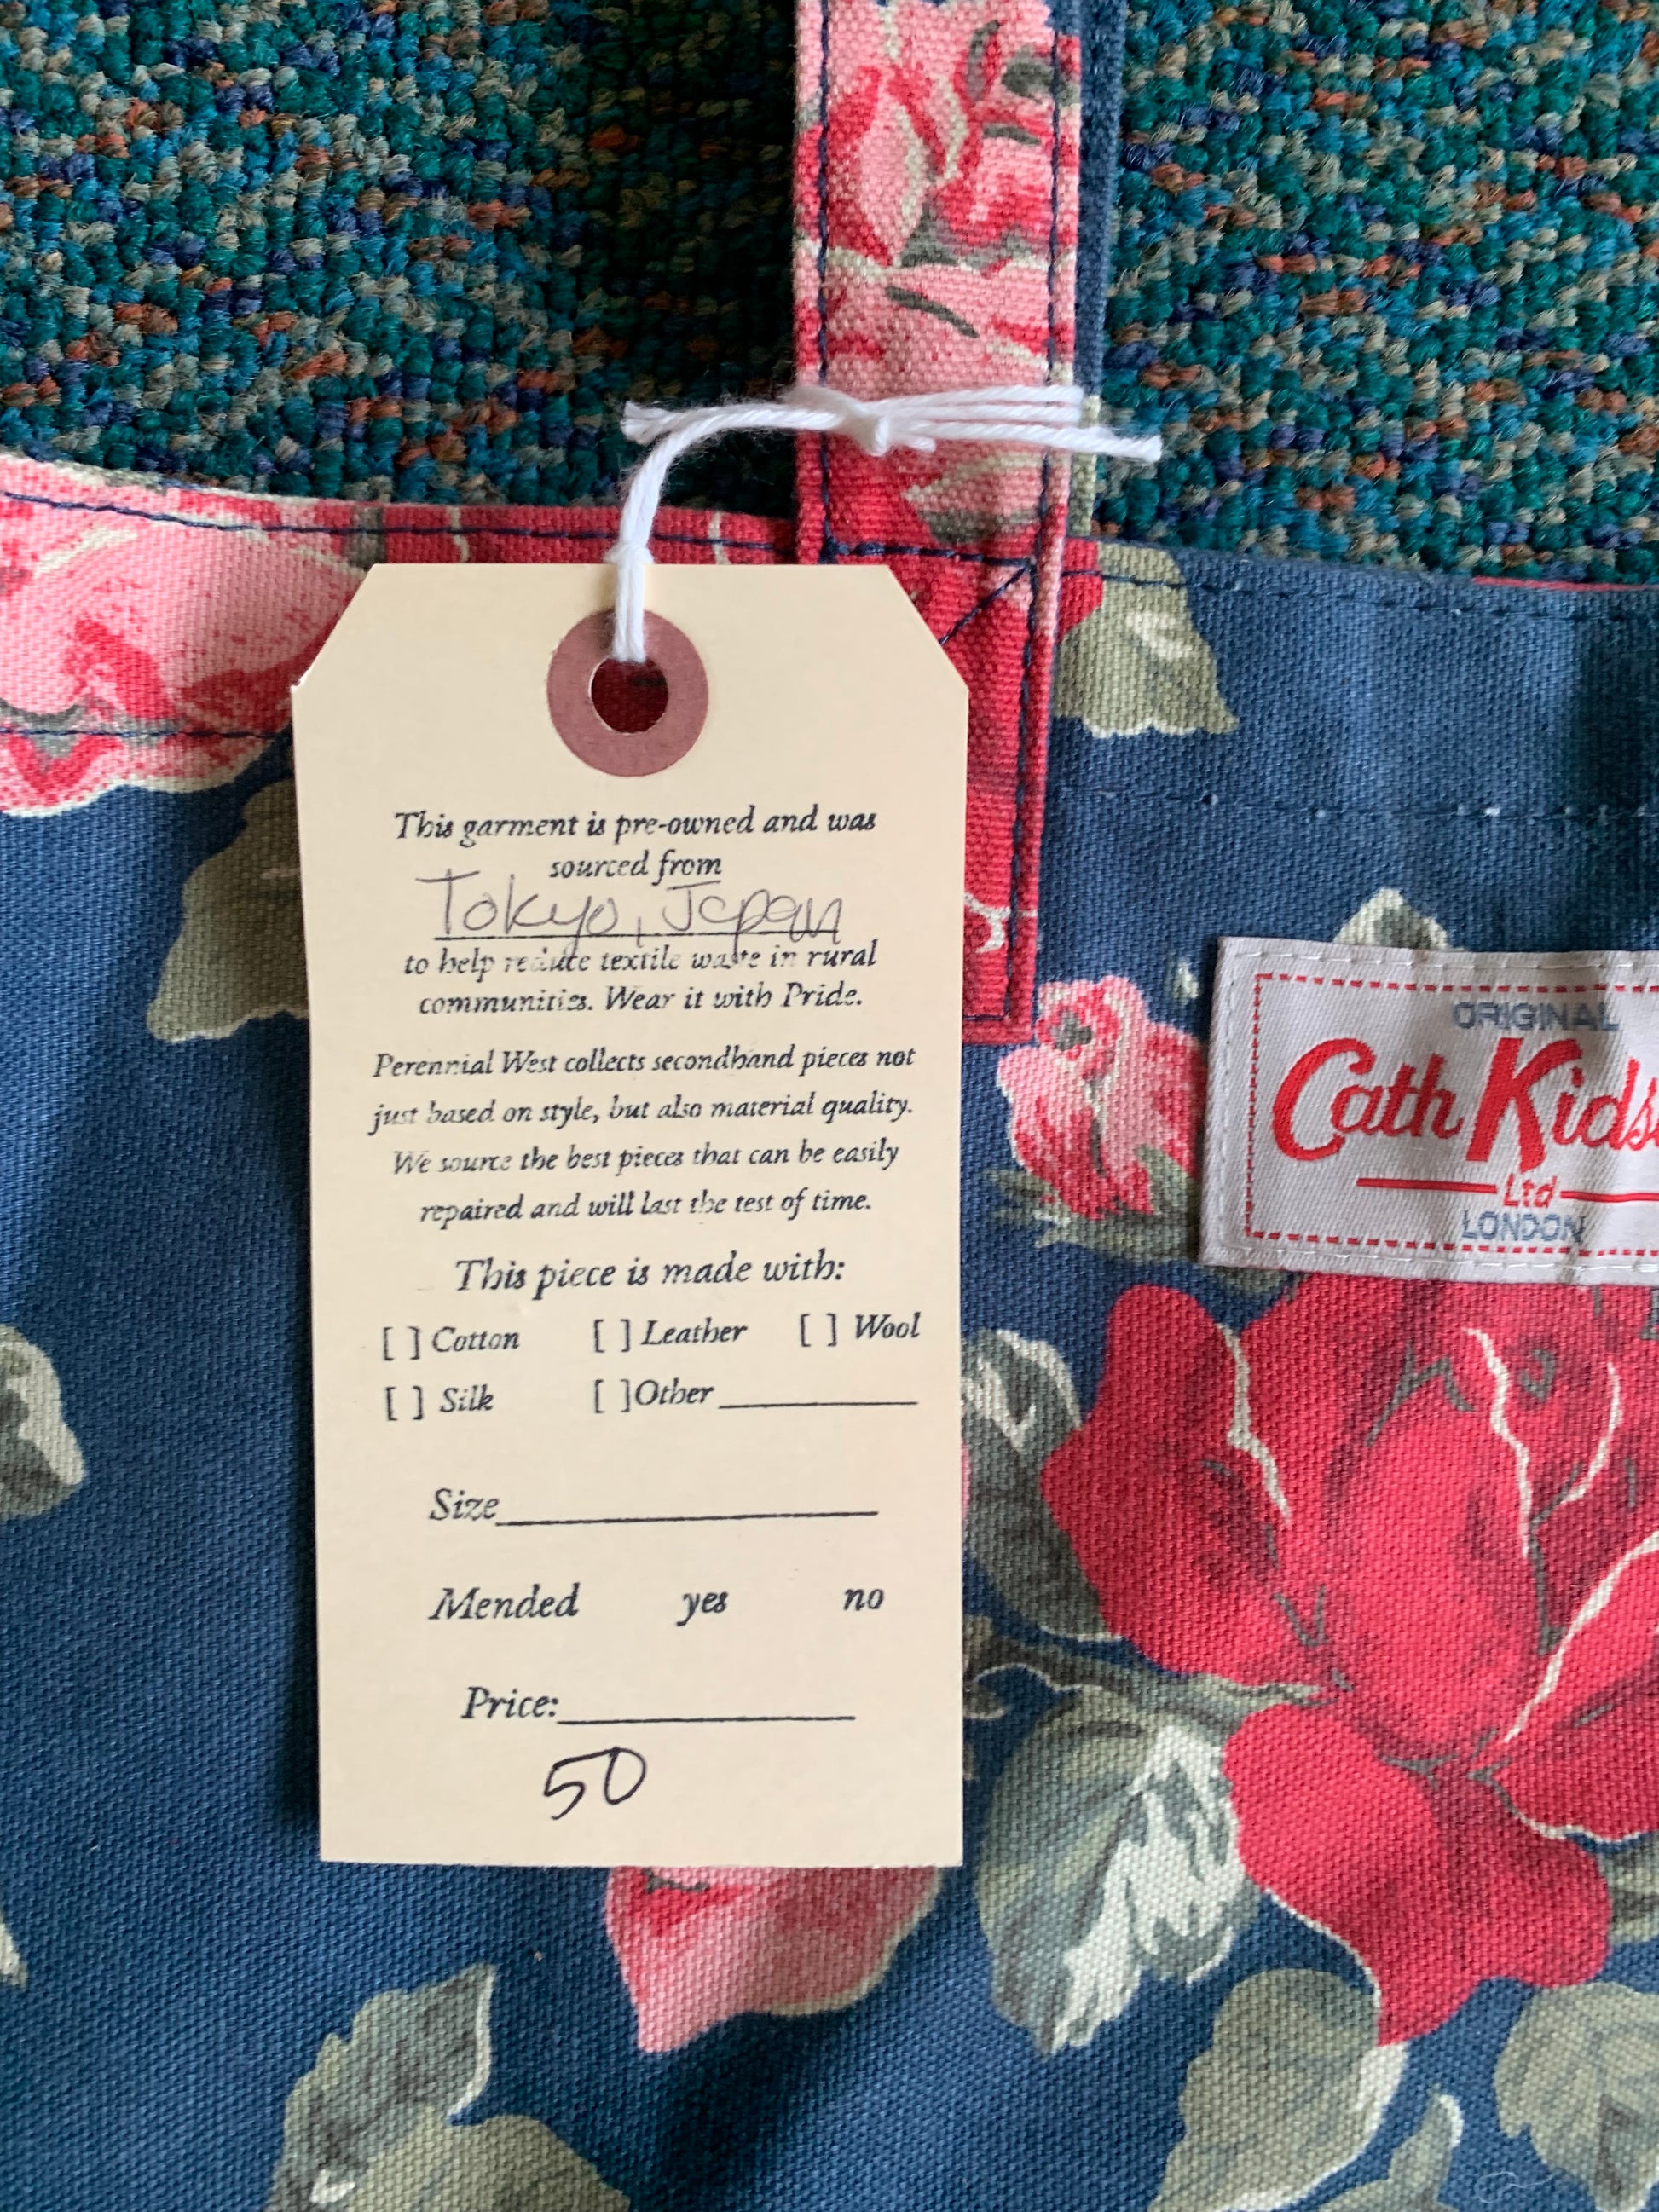 This garment is pre-owned and was
sourced from
Tokyo, Japan
to help reduce textile waste in rural
communities. Wear it with Pride.
Perennial West collects secondhand pieces not
just based on style, but also material quality.
We source the best pieces that can be easily
repaired and will last the test of time.
This piece is made with:
[ ] Cotton [ ] Leather [ ] Wool
[ ] Silk [ ]Other
Size
Mended yes no
Price:
50
ORIGINAL
Cath Kids
Ltd
LONDON